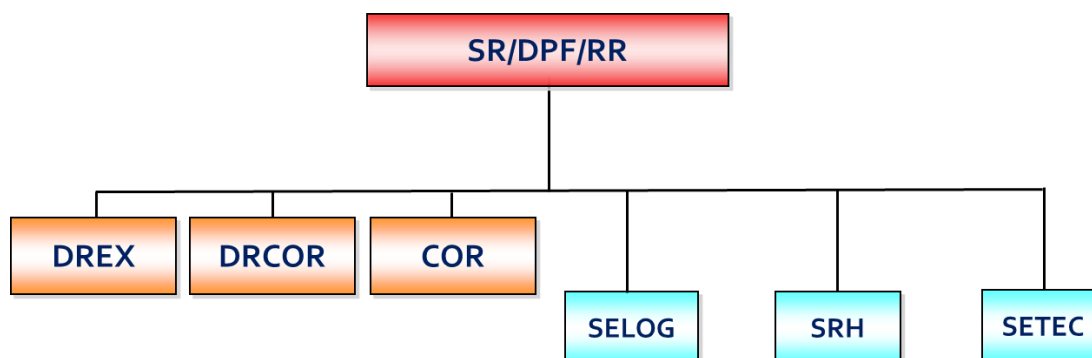 SR/DPF/RR
DREX
DRCOR
COR
SELOG
SRH
SETEC